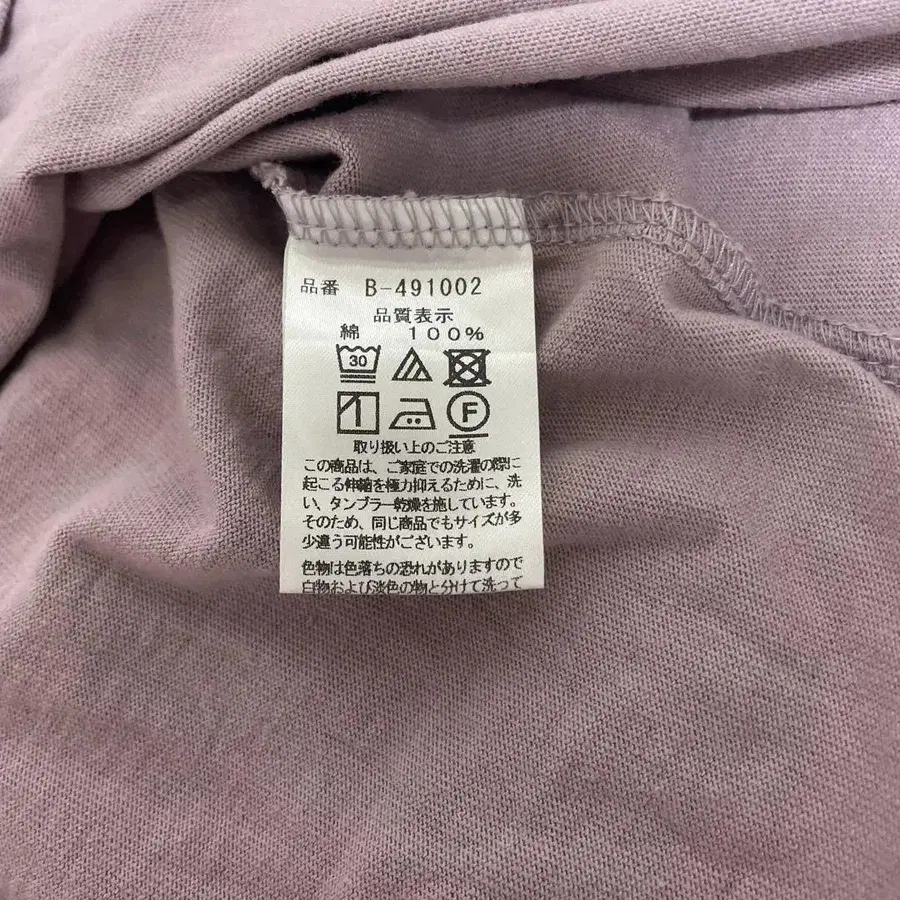 品番 B-491002
品質表示
綿 100%
30
F
取り扱い上のご注意
この商品は、ご家庭での洗濯の際に
起こる伸縮を極力抑えるために、洗
い、タンブラー乾燥を施しています。
そのため、同じ商品でもサイズが多
少違う可能性がございます。
色物は色落ちの恐れがありますので
白物および淡色の物と分けて洗って